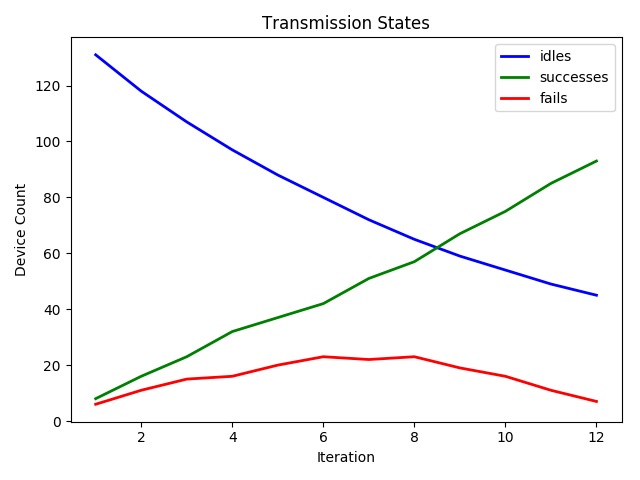 Transmission States
idles
successes
fails
Device Count
120
100
80
60
40
20
0
2 4 6 8 10 12
Iteration